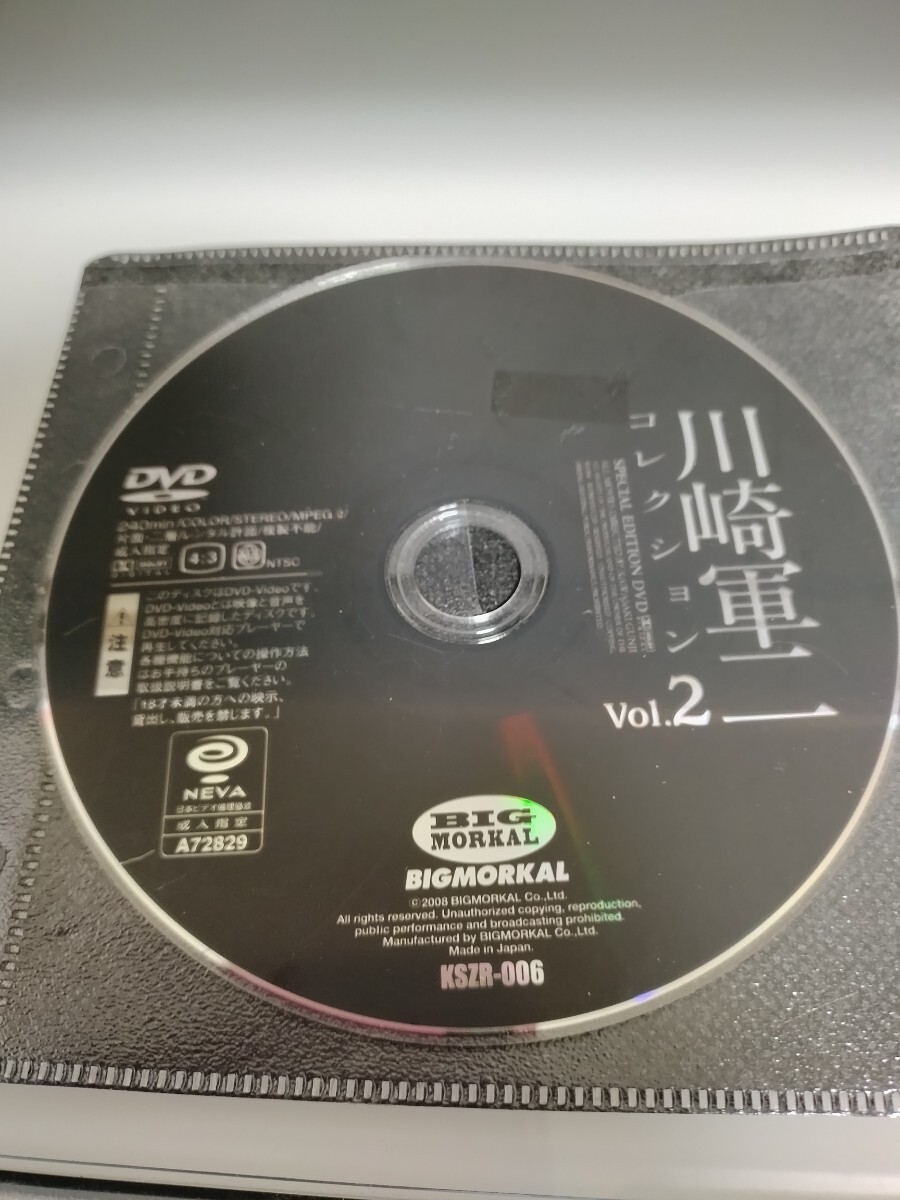 川崎軍二
コレクション
Vol.2
DVD
VIDEO
240min/COLOR/STEREO/MPEG 2/
片面二層/レンタル許諾/複製不能/
成人指定
4:3
NTSC
!
注意
このディスクはDVD-Videoです。
DVD-Videoとは映像と音声を
高密度に記録したディスクです。
DVD-Video対応プレーヤーで
再生してください。
各種機能についての操作方法
はお手持ちのプレーヤーの
取扱説明書をご覧ください。
「18才未満の方への映示、
貸出し、販売を禁じます。」
NEVA
日本ビデオ倫理協会
成人指定
A72829
BIG
MORKAL
BIGMORKAL
©2008 BIGMORKAL Co.,Ltd.
All rights reserved. Unauthorized copying, reproduction,
public performance and broadcasting prohibited.
Manufactured by BIGMORKAL Co.,Ltd.
Made in Japan.
KSZR-006